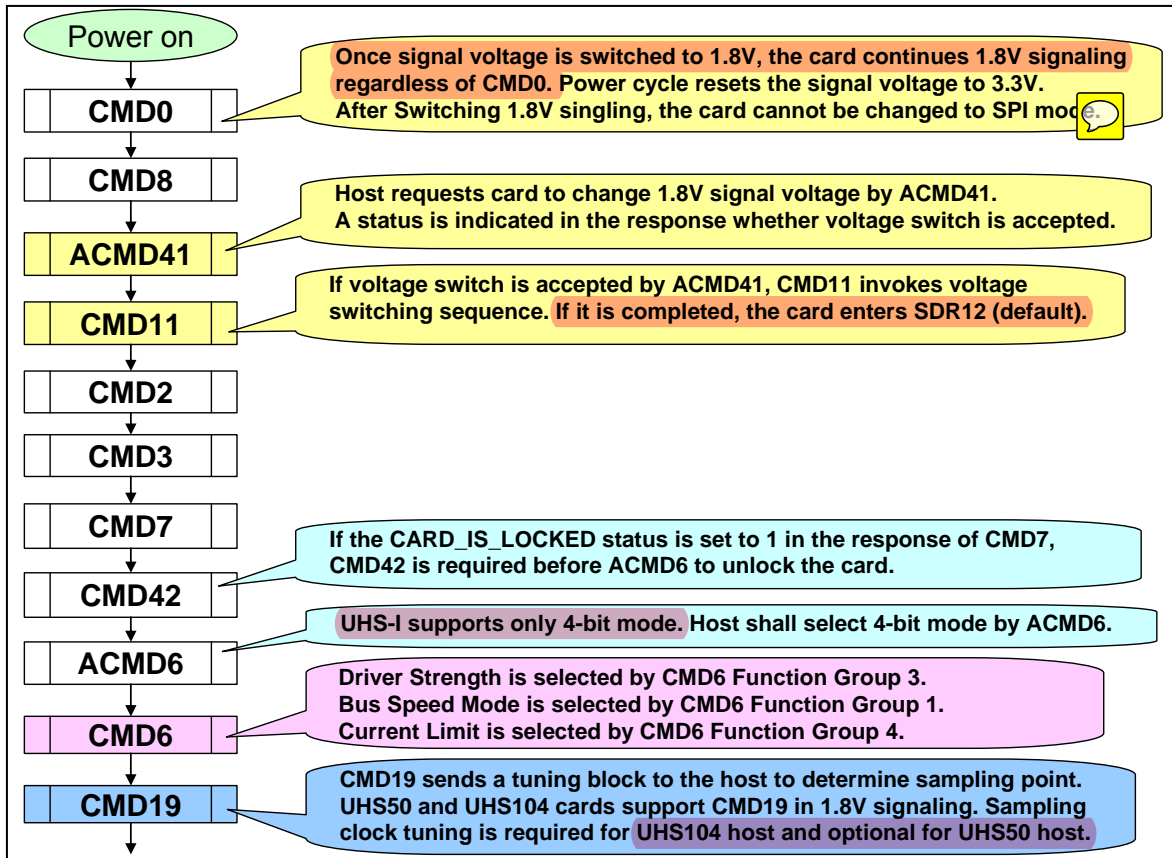 Power on
Once signal voltage is switched to 1.8V, the card continues 1.8V signaling
regardless of CMD0. Power cycle resets the signal voltage to 3.3V.
After Switching 1.8V singling, the card cannot be changed to SPI mode.
CMD0
CMD8
Host requests card to change 1.8V signal voltage by ACMD41.
A status is indicated in the response whether voltage switch is accepted.
ACMD41
If voltage switch is accepted by ACMD41, CMD11 invokes voltage
switching sequence. If it is completed, the card enters SDR12 (default).
CMD11
CMD2
CMD3
CMD7
If the CARD_IS_LOCKED status is set to 1 in the response of CMD7,
CMD42 is required before ACMD6 to unlock the card.
CMD42
UHS-I supports only 4-bit mode. Host shall select 4-bit mode by ACMD6.
ACMD6
Driver Strength is selected by CMD6 Function Group 3.
Bus Speed Mode is selected by CMD6 Function Group 1.
Current Limit is selected by CMD6 Function Group 4.
CMD6
CMD19 sends a tuning block to the host to determine sampling point.
UHS50 and UHS104 cards support CMD19 in 1.8V signaling. Sampling
clock tuning is required for UHS104 host and optional for UHS50 host.
CMD19